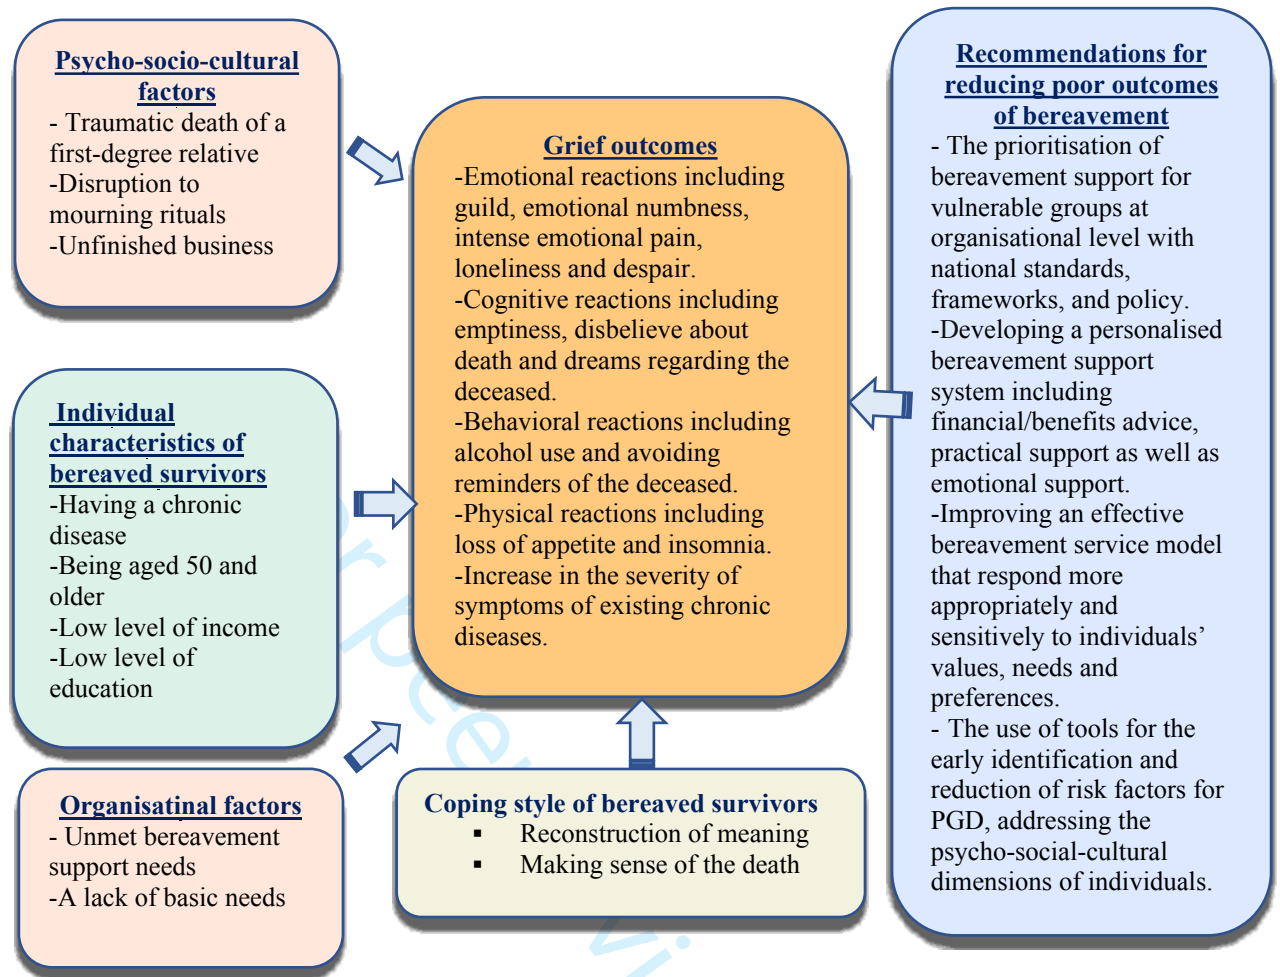 Psycho-socio-cultural
factors
- Traumatic death of a
first-degree relative
-Disruption to
mourning rituals
-Unfinished business
Individual
characteristics of
bereaved survivors
-Having a chronic
disease
-Being aged 50 and
older
-Low level of income
-Low level of
education
Organisatinal factors
- Unmet bereavement
support needs
-A lack of basic needs
Grief outcomes
-Emotional reactions including
guild, emotional numbness,
intense emotional pain,
loneliness and despair.
-Cognitive reactions including
emptiness, disbelieve about
death and dreams regarding the
deceased.
-Behavioral reactions including
alcohol use and avoiding
reminders of the deceased.
-Physical reactions including
loss of appetite and insomnia.
-Increase in the severity of
symptoms of existing chronic
diseases.
Coping style of bereaved survivors
▪ Reconstruction of meaning
▪ Making sense of the death
Recommendations for
reducing poor outcomes
of bereavement
- The prioritisation of
bereavement support for
vulnerable groups at
organisational level with
national standards,
frameworks, and policy.
-Developing a personalised
bereavement support
system including
financial/benefits advice,
practical support as well as
emotional support.
-Improving an effective
bereavement service model
that respond more
appropriately and
sensitively to individuals’
values, needs and
preferences.
- The use of tools for the
early identification and
reduction of risk factors for
PGD, addressing the
psycho-social-cultural
dimensions of individuals.